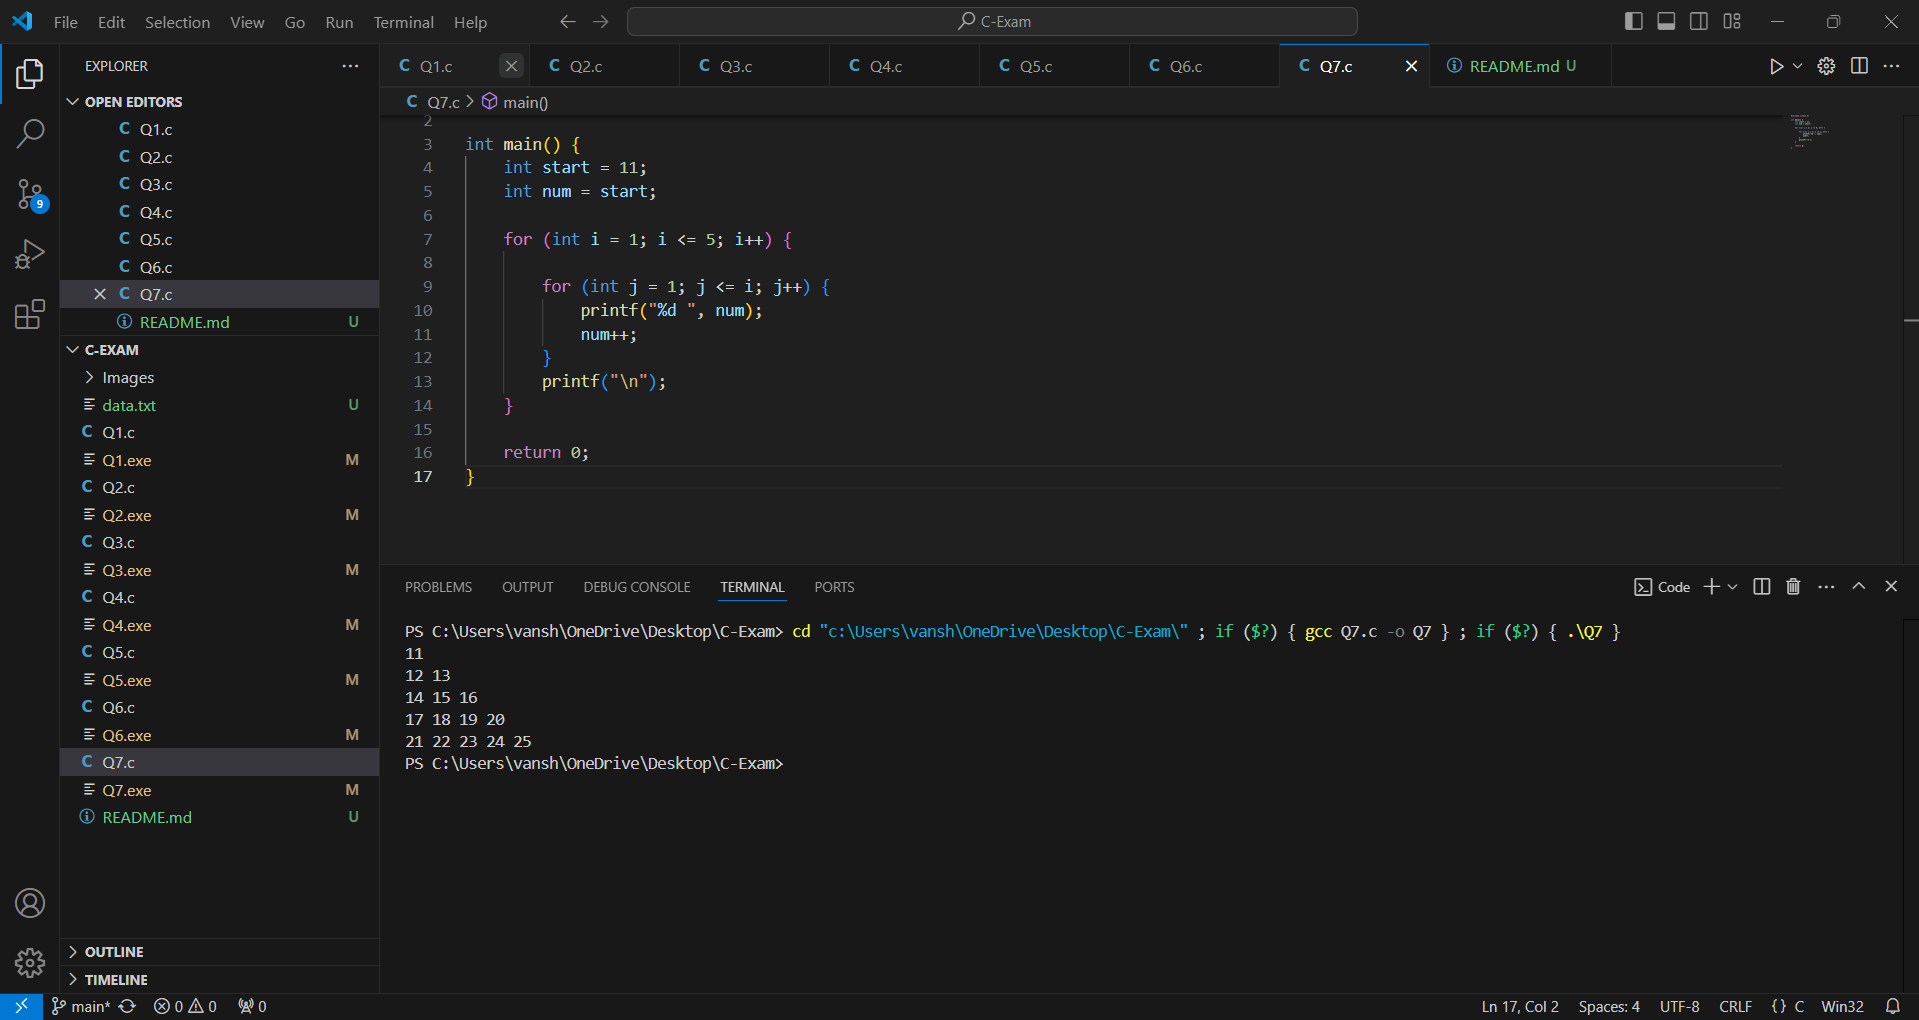 File Edit Selection View Go Run Terminal Help
C-Exam
EXPLORER
OPEN EDITORS
C Q1.c
C Q2.c
C Q3.c
C Q4.c
C Q5.c
C Q6.c
C Q7.c
README.md U
C-EXAM
Images
data.txt U
C Q1.c
Q1.exe M
C Q2.c
Q2.exe M
C Q3.c
Q3.exe M
C Q4.c
Q4.exe M
C Q5.c
Q5.exe M
C Q6.c
Q6.exe M
C Q7.c
Q7.exe M
README.md U
OUTLINE
TIMELINE
9
C Q1.c C Q2.c C Q3.c C Q4.c C Q5.c C Q6.c C Q7.c README.md U
C Q7.c > main()
2
3 int main() {
4 int start = 11;
5 int num = start;
6
7 for (int i = 1; i <= 5; i++) {
8
9 for (int j = 1; j <= i; j++) {
10 printf("%d ", num);
11 num++;
12 }
13 printf("\n");
14 }
15
16 return 0;
17 }
PROBLEMS OUTPUT DEBUG CONSOLE TERMINAL PORTS
Code
PS C:\Users\vansh\OneDrive\Desktop\C-Exam> cd "c:\Users\vansh\OneDrive\Desktop\C-Exam\" ; if ($?) { gcc Q7.c -o Q7 } ; if ($?) { .\Q7 }
11
12 13
14 15 16
17 18 19 20
21 22 23 24 25
PS C:\Users\vansh\OneDrive\Desktop\C-Exam>
main* 0 0 0
Ln 17, Col 2 Spaces: 4 UTF-8 CRLF {} C Win32